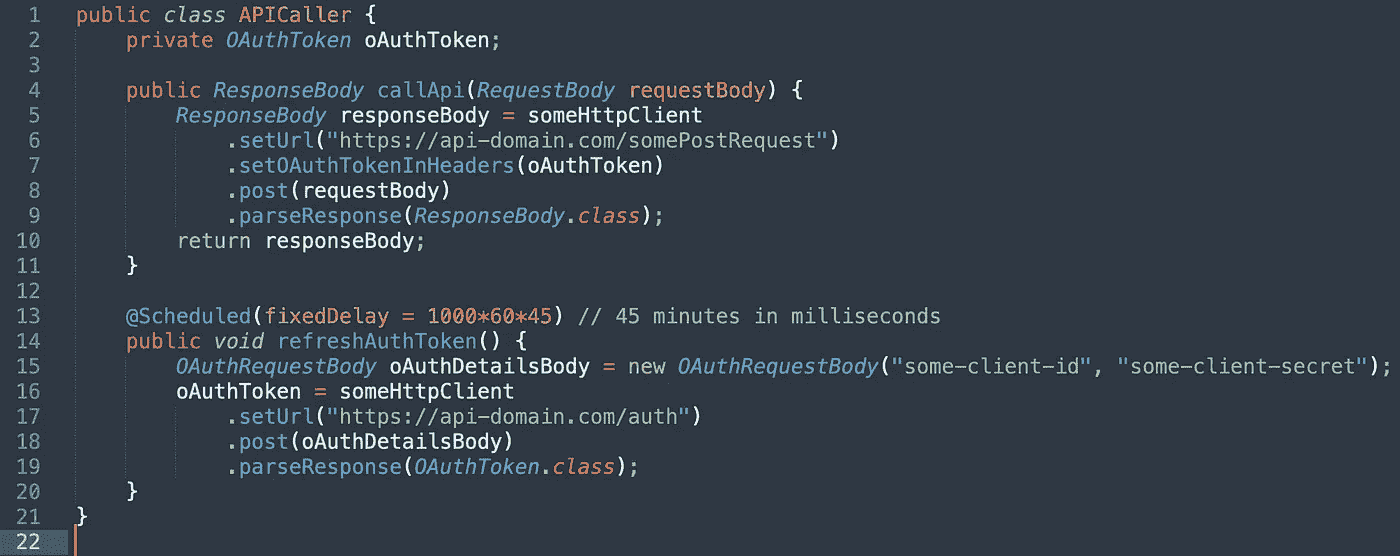 1 public class APICaller {
2     private OAuthToken oAuthToken;
3
4     public ResponseBody callApi(RequestBody requestBody) {
5         ResponseBody responseBody = someHttpClient
6             .setUrl("https://api-domain.com/somePostRequest")
7             .setOAuthTokenInHeaders(oAuthToken)
8             .post(requestBody)
9             .parseResponse(ResponseBody.class);
10         return responseBody;
11     }
12
13     @Scheduled(fixedDelay = 1000*60*45) // 45 minutes in milliseconds
14     public void refreshAuthToken() {
15         OAuthRequestBody oAuthDetailsBody = new OAuthRequestBody("some-client-id", "some-client-secret");
16         oAuthToken = someHttpClient
17             .setUrl("https://api-domain.com/auth")
18             .post(oAuthDetailsBody)
19             .parseResponse(OAuthToken.class);
20     }
21 }
22